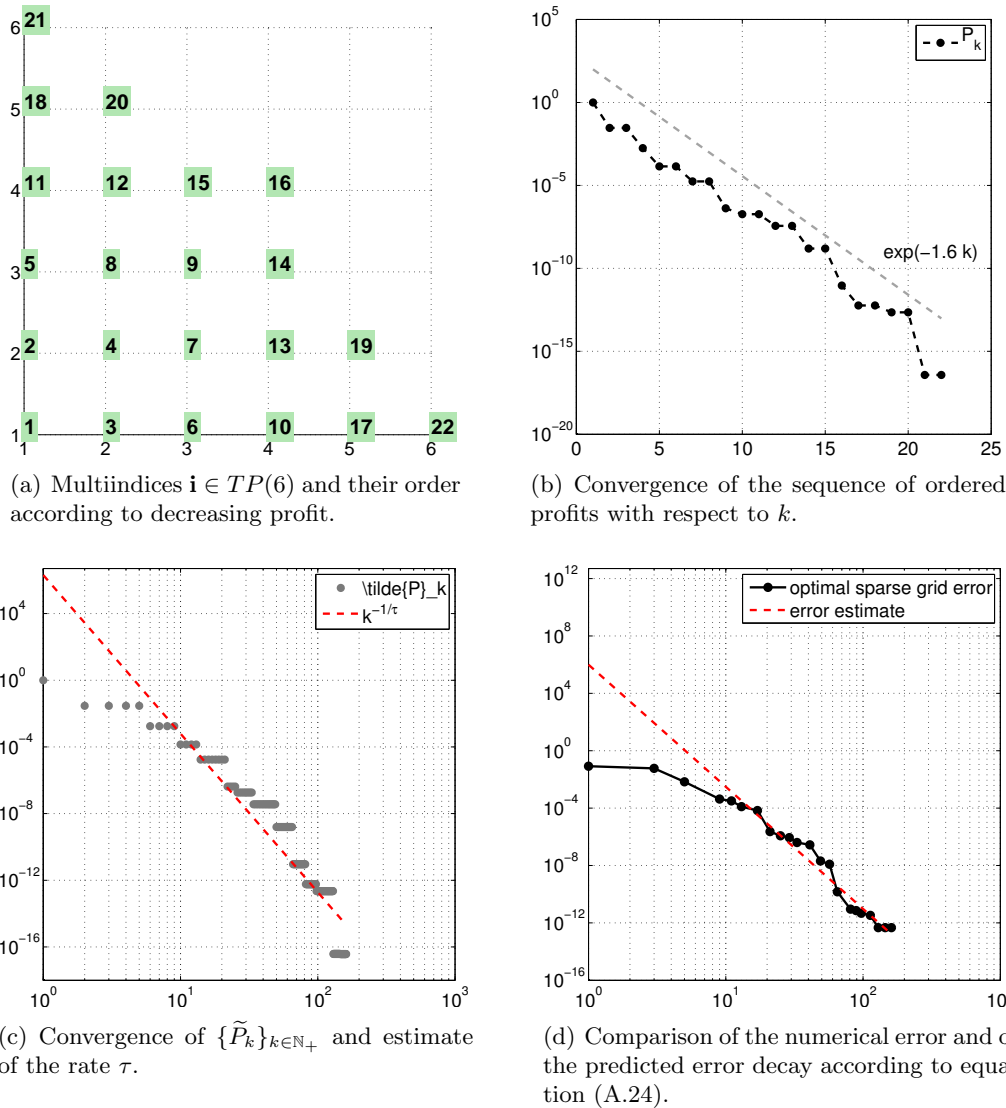 6 21
5 18 20
4 11 12 15 16
3 5 8 9 14
2 2 4 7 13 19
1 1 3 6 10 17 22
1 2 3 4 5 6
(a) Multiindices i ∈ TP(6) and their order
according to decreasing profit.
10^5
P_k
10^0
10^−5
10^−10
exp(−1.6 k)
10^−15
10^−20
0 5 10 15 20 25
(b) Convergence of the sequence of ordered
profits with respect to k.
\tilde{P}_k
k^−1/τ
10^4
10^0
10^−4
10^−8
10^−12
10^−16
10^0 10^1 10^2 10^3
(c) Convergence of {P̃_k}_{k∈ℕ_+} and estimate
of the rate τ.
10^12
optimal sparse grid error
error estimate
10^8
10^4
10^0
10^−4
10^−8
10^−12
10^−16
10^0 10^1 10^2
(d) Comparison of the numerical error and o
the predicted error decay according to equa
tion (A.24).